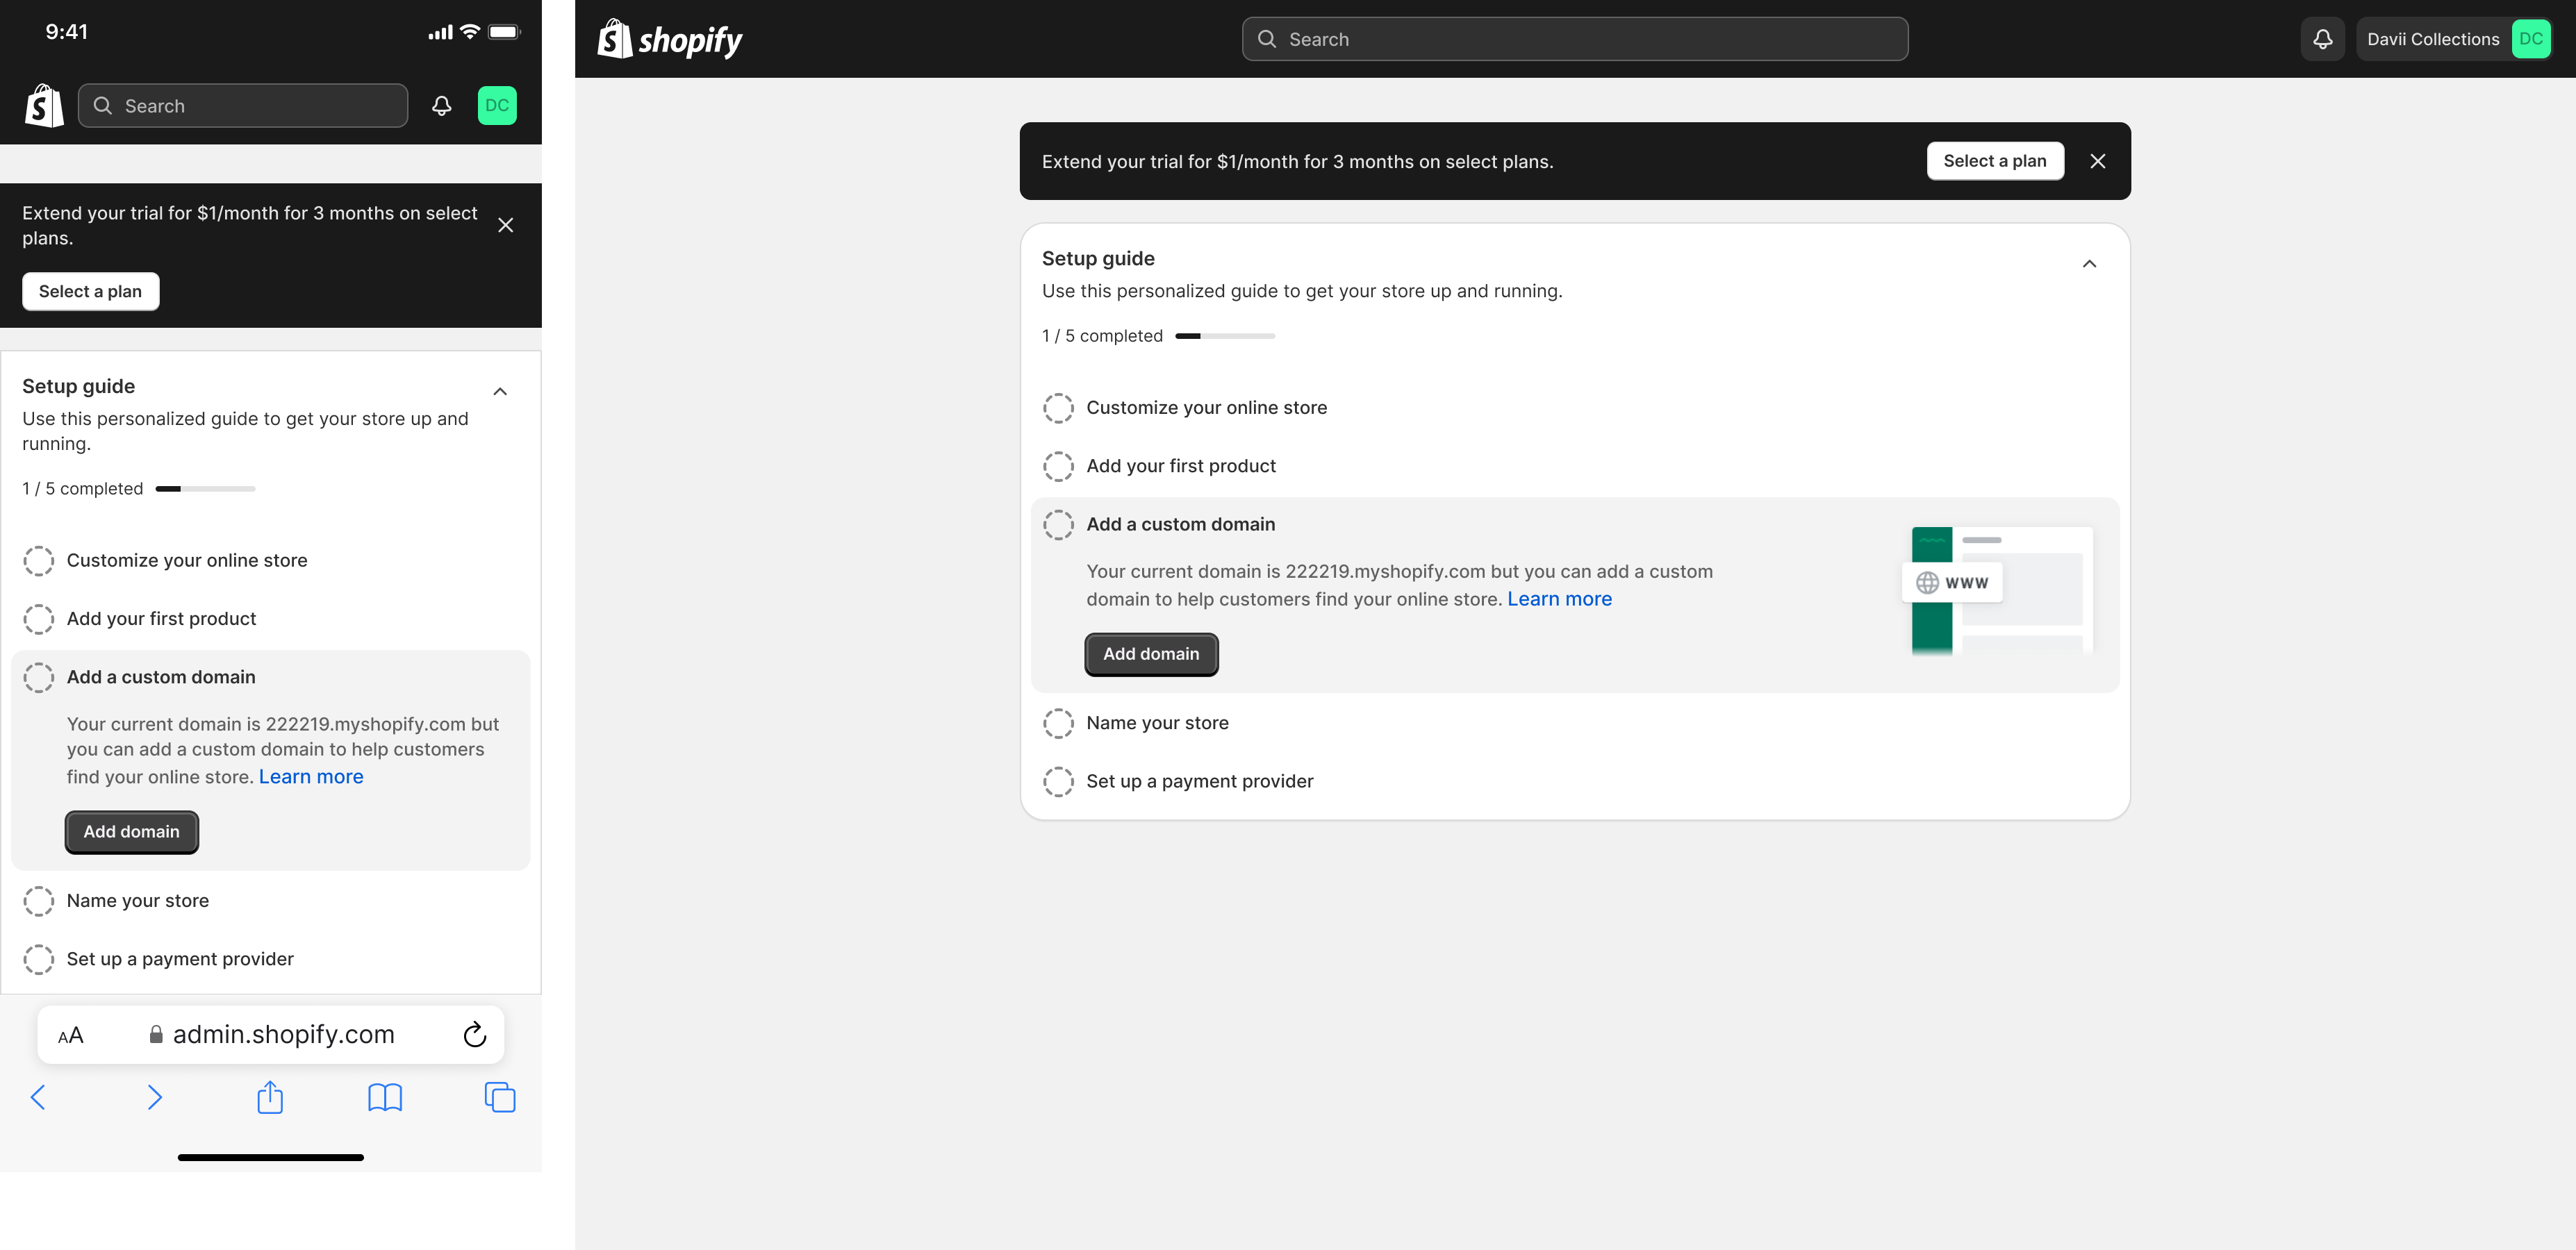 9:41
Search
DC
Extend your trial for $1/month for 3 months on select
plans.
Select a plan
Setup guide
Use this personalized guide to get your store up and
running.
1 / 5 completed
Customize your online store
Add your first product
Add a custom domain
Your current domain is 222219.myshopify.com but
you can add a custom domain to help customers
find your online store. Learn more
Add domain
Name your store
Set up a payment provider
AA admin.shopify.com
shopify
Search
Davii Collections DC
Extend your trial for $1/month for 3 months on select plans.
Select a plan
Setup guide
Use this personalized guide to get your store up and running.
1 / 5 completed
Customize your online store
Add your first product
Add a custom domain
Your current domain is 222219.myshopify.com but you can add a custom
domain to help customers find your online store. Learn more
www
Add domain
Name your store
Set up a payment provider